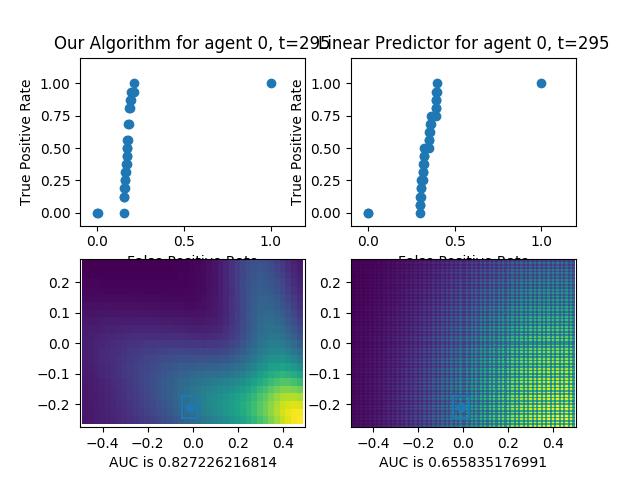 Our Algorithm for agent 0, t=295
Linear Predictor for agent 0, t=295
True Positive Rate
1.00
0.75
0.50
0.25
0.00
0.0 0.5 1.0
False Positive Rate
True Positive Rate
1.00
0.75
0.50
0.25
0.00
0.0 0.5 1.0
False Positive Rate
0.2
0.1
0.0
−0.1
−0.2
−0.4 −0.2 0.0 0.2 0.4
AUC is 0.827226216814
0.2
0.1
0.0
−0.1
−0.2
−0.4 −0.2 0.0 0.2 0.4
AUC is 0.655835176991